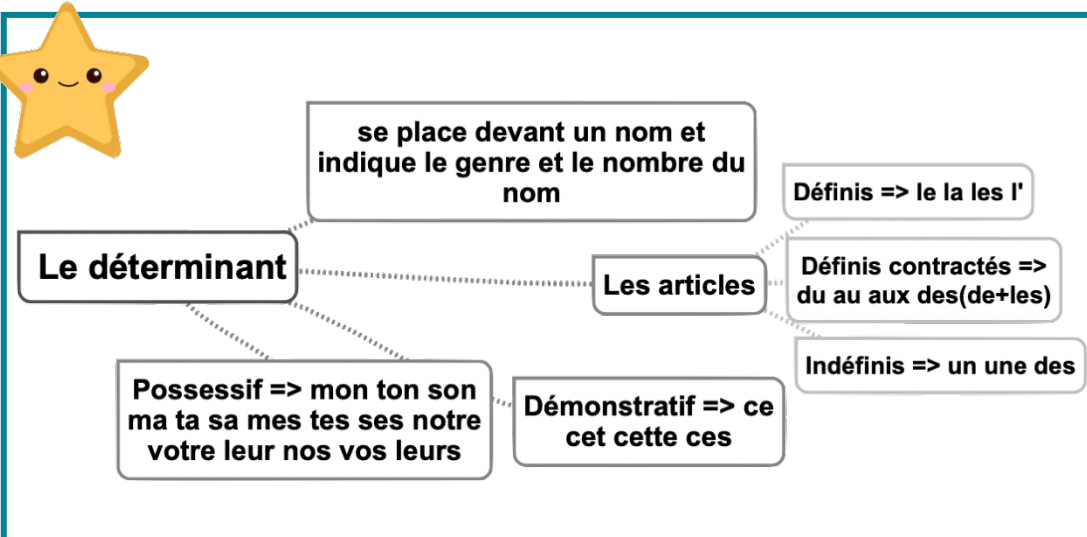 se place devant un nom et
indique le genre et le nombre du
nom
Le déterminant
Les articles
Définis => le la les l'
Définis contractés =>
du au aux des(de+les)
Indéfinis => un une des
Possessif => mon ton son
ma ta sa mes tes ses notre
votre leur nos vos leurs
Démonstratif => ce
cet cette ces